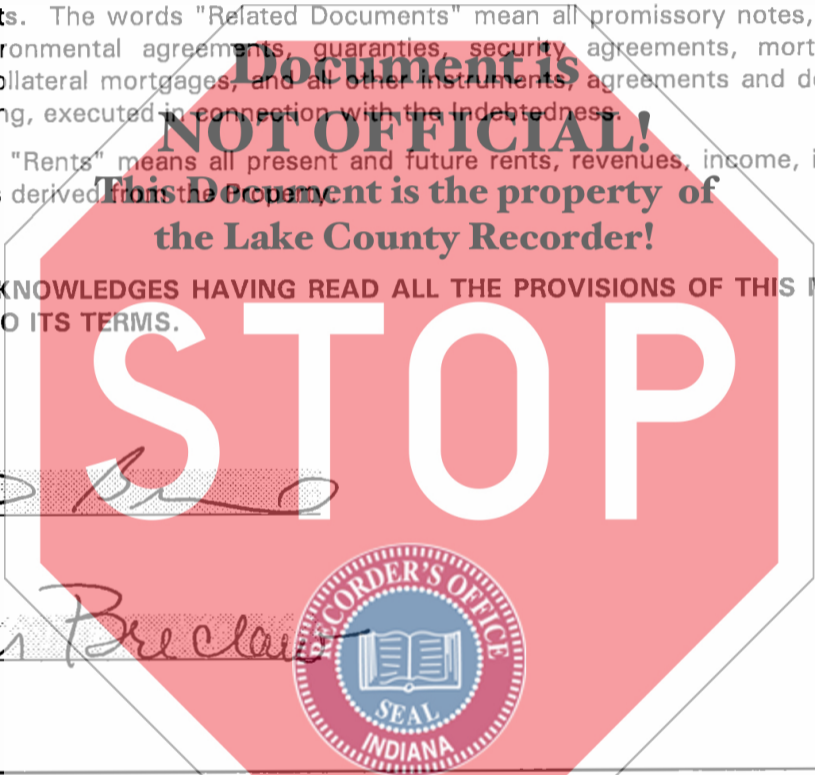 ts. The words "Related Documents" mean all promissory notes,
ronmental agreements, guaranties, security agreements, mort
ollateral mortgages, and all other instruments, agreements and d
ng, executed in connection with the Indebtedness.
Document is
NOT OFFICIAL!
"Rents" means all present and future rents, revenues, income, i
s derived from the Property.
This Document is the property of
the Lake County Recorder!
KNOWLEDGES HAVING READ ALL THE PROVISIONS OF THIS M
O ITS TERMS.
STOP
Breclaw
RECORDER'S OFFICE
SEAL
INDIANA